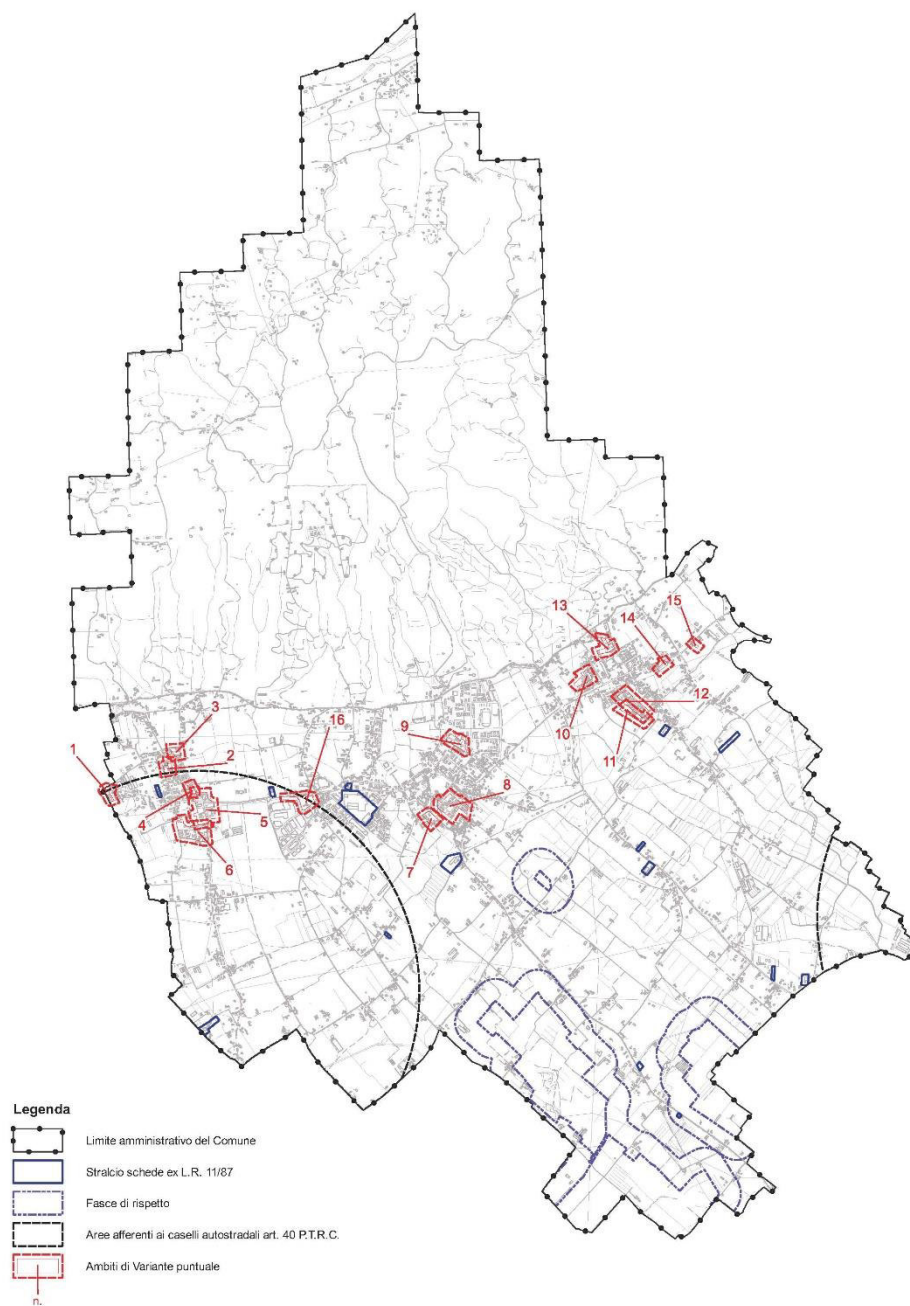 13
14
15
12
10
11
3
16
9
1
2
8
4
5
7
6
Legenda
Limite amministrativo del Comune
Stralcio schede ex L.R. 11/87
Fasce di rispetto
Aree afferenti ai caselli autostradali art. 40 P.T.R.C.
Ambiti di Variante puntuale
n.